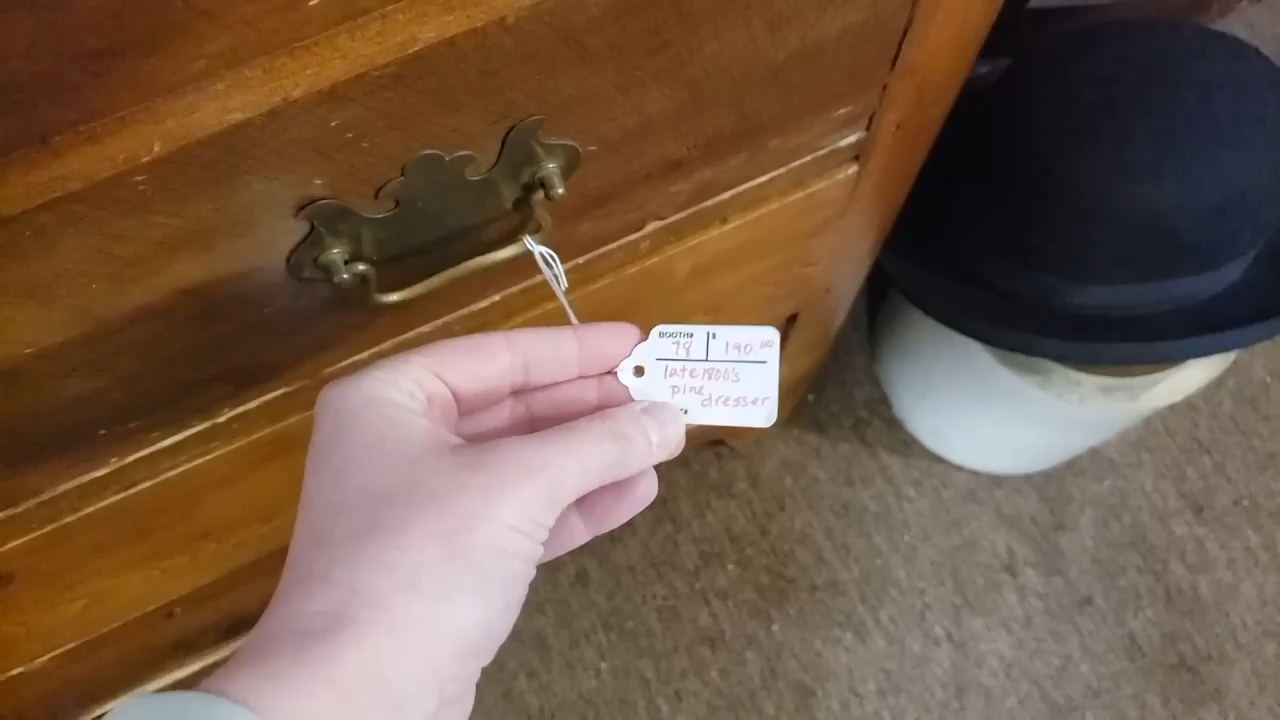 BOOTH# $
78 190.00
late 1800's
pine
dresser